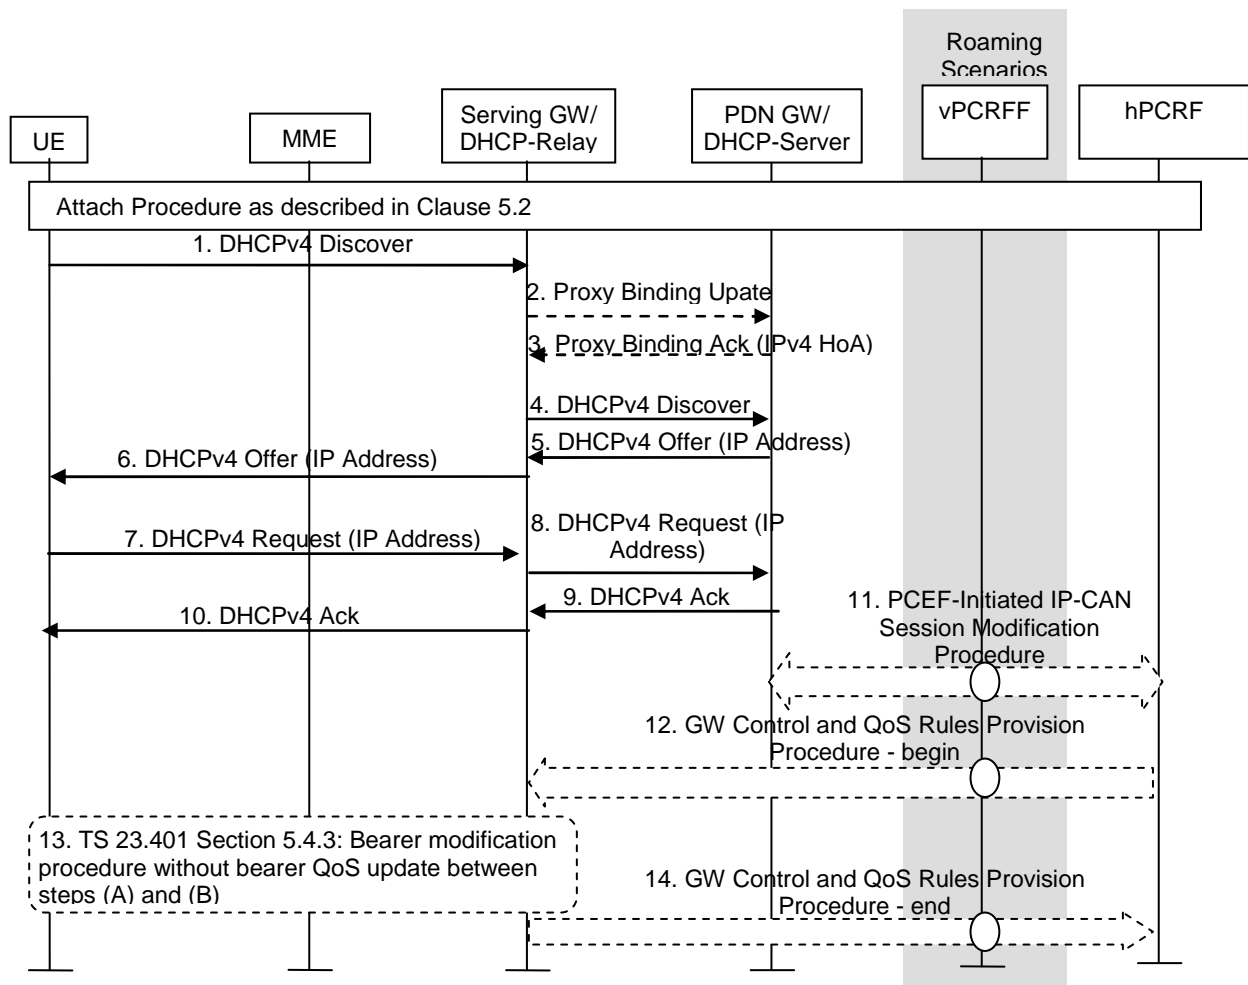 Roaming
Scenarios
UE
MME
Serving GW/
DHCP-Relay
PDN GW/
DHCP-Server
vPCRFF
hPCRF
Attach Procedure as described in Clause 5.2
1. DHCPv4 Discover
2. Proxy Binding Upate
3. Proxy Binding Ack (IPv4 HoA)
4. DHCPv4 Discover
5. DHCPv4 Offer (IP Address)
6. DHCPv4 Offer (IP Address)
7. DHCPv4 Request (IP Address)
8. DHCPv4 Request (IP
Address)
9. DHCPv4 Ack
10. DHCPv4 Ack
11. PCEF-Initiated IP-CAN
Session Modification
Procedure
12. GW Control and QoS Rules Provision
Procedure - begin
13. TS 23.401 Section 5.4.3: Bearer modification
procedure without bearer QoS update between
steps (A) and (B)
14. GW Control and QoS Rules Provision
Procedure - end